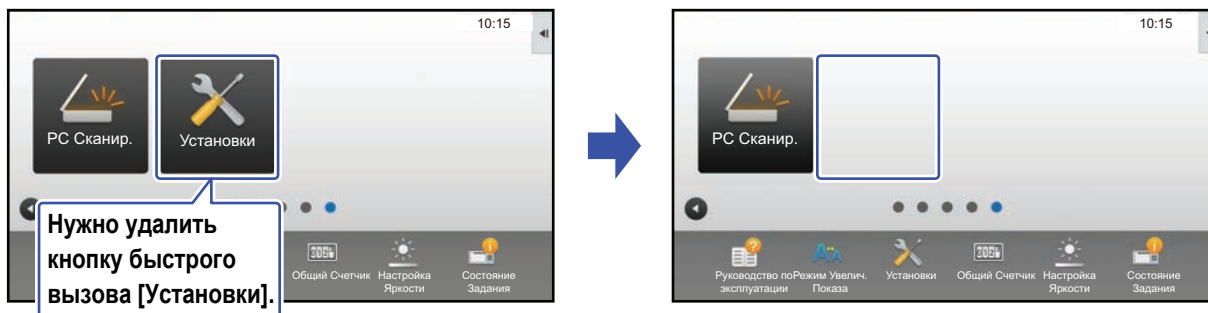 10:15
PC Сканир.
Установки
Нужно удалить
кнопку быстрого
вызова [Установки].
Общий Счетчик
Настройка
Яркости
Состояние
Задания
10:15
PC Сканир.
Руководство по
эксплуатации
Режим Увелич.
Показа
Установки
Общий Счетчик
Настройка
Яркости
Состояние
Задания